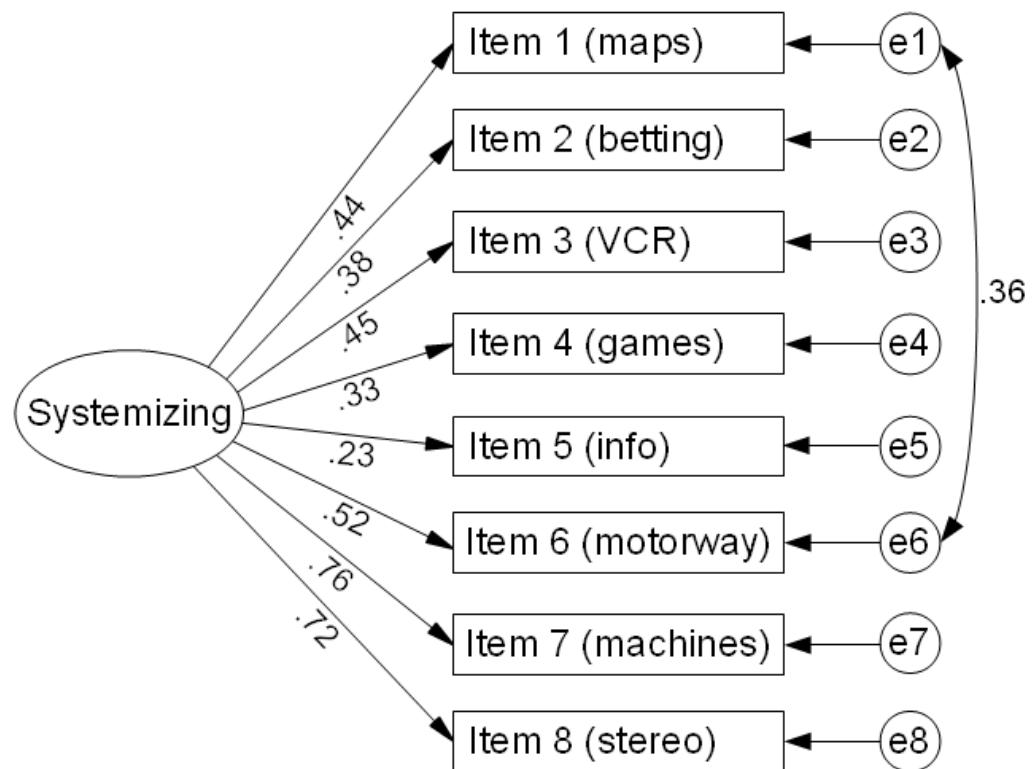 Item 1 (maps)
e1
Item 2 (betting)
e2
.44
Item 3 (VCR)
e3
.38
.36
.45
Item 4 (games)
e4
.33
Systemizing
Item 5 (info)
e5
.23
.52
Item 6 (motorway)
e6
.76
.72
Item 7 (machines)
e7
Item 8 (stereo)
e8